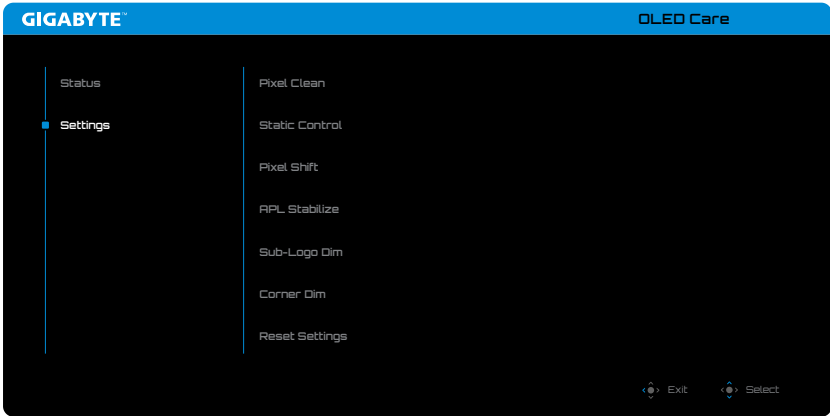 GIGABYTE™
OLED Care
Status
Settings
Pixel Clean
Static Control
Pixel Shift
APL Stabilize
Sub-Logo Dim
Corner Dim
Reset Settings
Exit
Select